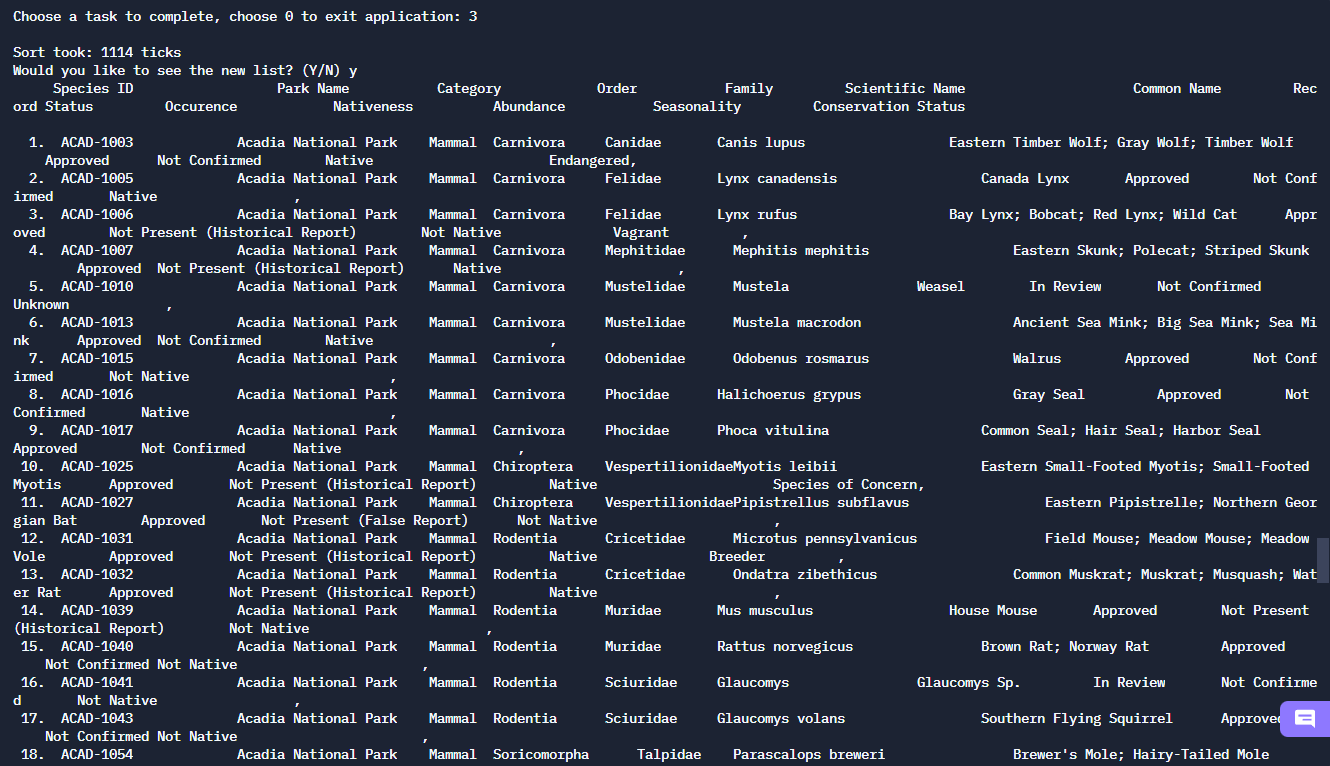 Choose a task to complete, choose 0 to exit application: 3
Sort took: 1114 ticks
Would you like to see the new list? (Y/N) y
Species ID Park Name Category Order Family Scientific Name Common Name Rec
ord Status Occurence Nativeness Abundance Seasonality Conservation Status
1. ACAD-1003 Acadia National Park Mammal Carnivora Canidae Canis lupus Eastern Timber Wolf; Gray Wolf; Timber Wolf
Approved Not Confirmed Native Endangered,
2. ACAD-1005 Acadia National Park Mammal Carnivora Felidae Lynx canadensis Canada Lynx Approved Not Conf
irmed Native ,
3. ACAD-1006 Acadia National Park Mammal Carnivora Felidae Lynx rufus Bay Lynx; Bobcat; Red Lynx; Wild Cat Appr
oved Not Present (Historical Report) Not Native Vagrant ,
4. ACAD-1007 Acadia National Park Mammal Carnivora Mephitidae Mephitis mephitis Eastern Skunk; Polecat; Striped Skunk
Approved Not Present (Historical Report) Native ,
5. ACAD-1010 Acadia National Park Mammal Carnivora Mustelidae Mustela Weasel In Review Not Confirmed
Unknown ,
6. ACAD-1013 Acadia National Park Mammal Carnivora Mustelidae Mustela macrodon Ancient Sea Mink; Big Sea Mink; Sea Mi
nk Approved Not Confirmed Native ,
7. ACAD-1015 Acadia National Park Mammal Carnivora Odobenidae Odobenus rosmarus Walrus Approved Not Conf
irmed Not Native ,
8. ACAD-1016 Acadia National Park Mammal Carnivora Phocidae Halichoerus grypus Gray Seal Approved Not
Confirmed Native ,
9. ACAD-1017 Acadia National Park Mammal Carnivora Phocidae Phoca vitulina Common Seal; Hair Seal; Harbor Seal
Approved Not Confirmed Native ,
10. ACAD-1025 Acadia National Park Mammal Chiroptera VespertilionidaeMyotis leibii Eastern Small-Footed Myotis; Small-Footed
Myotis Approved Not Present (Historical Report) Native Species of Concern,
11. ACAD-1027 Acadia National Park Mammal Chiroptera VespertilionidaePipistrellus subflavus Eastern Pipistrelle; Northern Geor
gian Bat Approved Not Present (False Report) Not Native ,
12. ACAD-1031 Acadia National Park Mammal Rodentia Cricetidae Microtus pennsylvanicus Field Mouse; Meadow Mouse; Meadow
Vole Approved Not Present (Historical Report) Native Breeder ,
13. ACAD-1032 Acadia National Park Mammal Rodentia Cricetidae Ondatra zibethicus Common Muskrat; Muskrat; Musquash; Wat
er Rat Approved Not Present (Historical Report) Native ,
14. ACAD-1039 Acadia National Park Mammal Rodentia Muridae Mus musculus House Mouse Approved Not Present
(Historical Report) Not Native ,
15. ACAD-1040 Acadia National Park Mammal Rodentia Muridae Rattus norvegicus Brown Rat; Norway Rat Approved
Not Confirmed Not Native ,
16. ACAD-1041 Acadia National Park Mammal Rodentia Sciuridae Glaucomys Glaucomys Sp. In Review Not Confirme
d Not Native ,
17. ACAD-1043 Acadia National Park Mammal Rodentia Sciuridae Glaucomys volans Southern Flying Squirrel Approved
Not Confirmed Not Native ,
18. ACAD-1054 Acadia National Park Mammal Soricomorpha Talpidae Parascalops breweri Brewer's Mole; Hairy-Tailed Mole